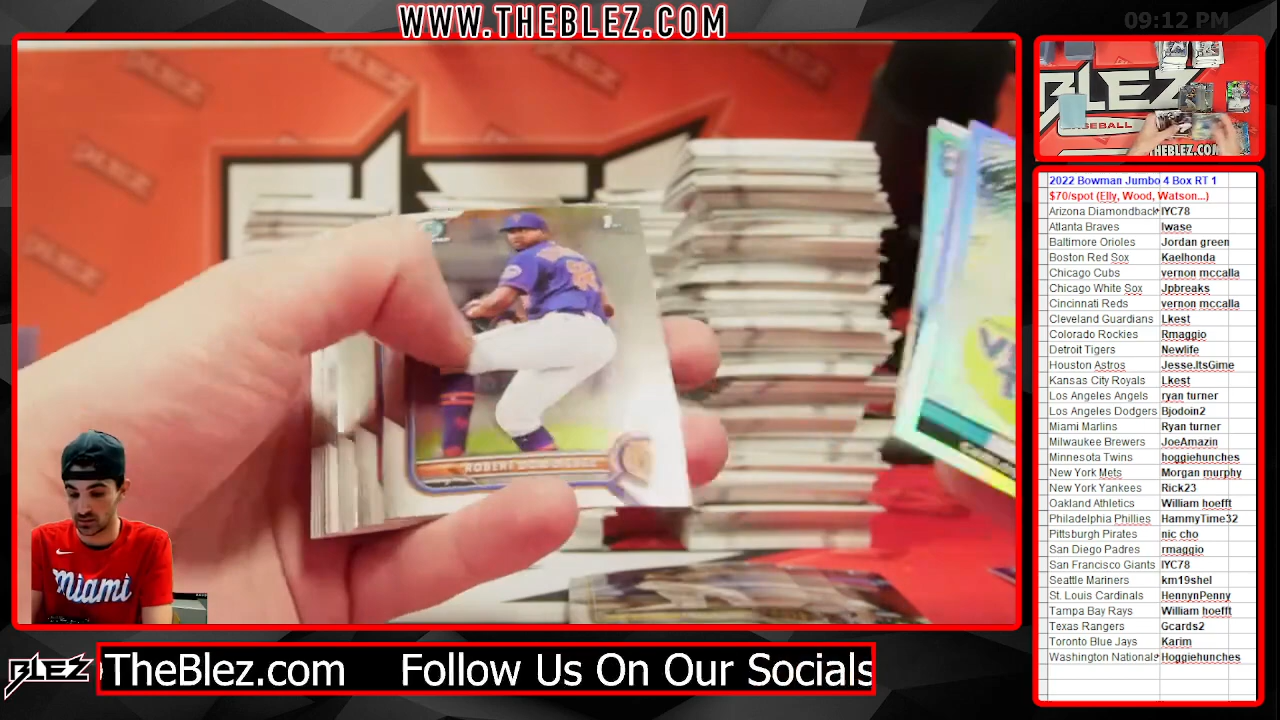 WWW.THEBLEZ.COM
09:12 PM
BLEZ
BASEBALL
THEBLEZ.COM
ROBERT
Miami
2022 Bowman Jumbo 4 Box RT 1
$70/spot (Elly, Wood, Watson...)
Arizona Diamondback IYC78
Atlanta Braves Iwase
Baltimore Orioles Jordan green
Boston Red Sox Kaelhonda
Chicago Cubs vernon mccalla
Chicago White Sox Jpbreaks
Cincinnati Reds vernon mccalla
Cleveland Guardians Lkest
Colorado Rockies Rmaggio
Detroit Tigers Newlife
Houston Astros Jesse.ItsGime
Kansas City Royals Lkest
Los Angeles Angels ryan turner
Los Angeles Dodgers Bjodoin2
Miami Marlins Ryan turner
Milwaukee Brewers JoeAmazin
Minnesota Twins hoggiehunches
New York Mets Morgan murphy
New York Yankees Rick23
Oakland Athletics William hoefft
Philadelphia Phillies HammyTime32
Pittsburgh Pirates nic cho
San Diego Padres rmaggio
San Francisco Giants IYC78
Seattle Mariners km19shel
St. Louis Cardinals HennynPenny
Tampa Bay Rays William hoefft
Texas Rangers Gcards2
Toronto Blue Jays Karim
Washington Nationals Hoggiehunches
BLEZ
TheBlez.com Follow Us On Our Socials